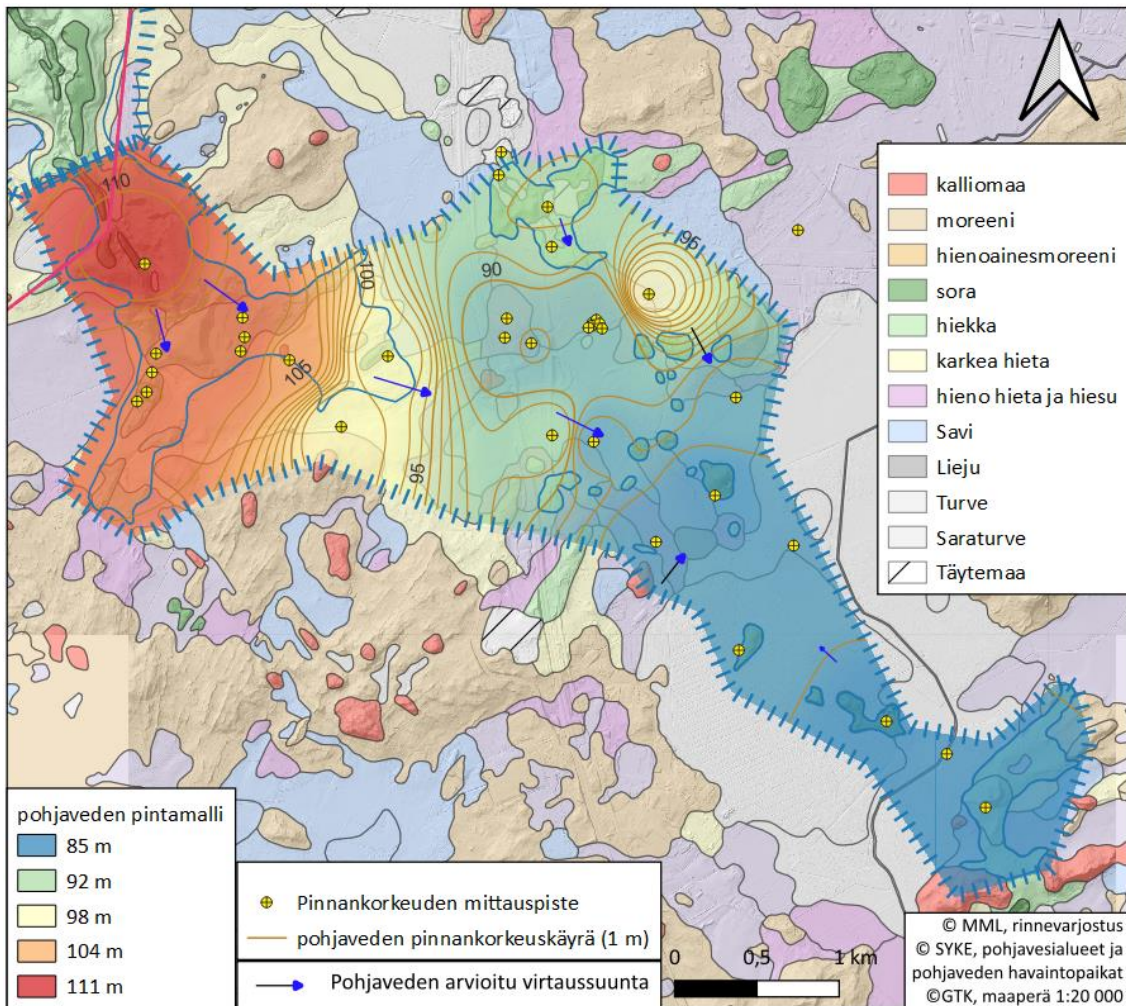 110
100
105
95
90
95
kalliomaa
moreeni
hienoainesmoreeni
sora
hiekka
karkea hieta
hieno hieta ja hiesu
Savi
Lieju
Turve
Saraturve
Täytemaa
pohjaveden pintamalli
85 m
92 m
98 m
104 m
111 m
Pinnankorkeuden mittauspiste
pohjaveden pinnankorkeuskäyrä (1 m)
Pohjaveden arvioitu virtaussuunta
0 0,5 1 km
© MML, rinnevarjostus
© SYKE, pohjavesialueet ja
pohjaveden havaintopaikat
©GTK, maaperä 1:20 000